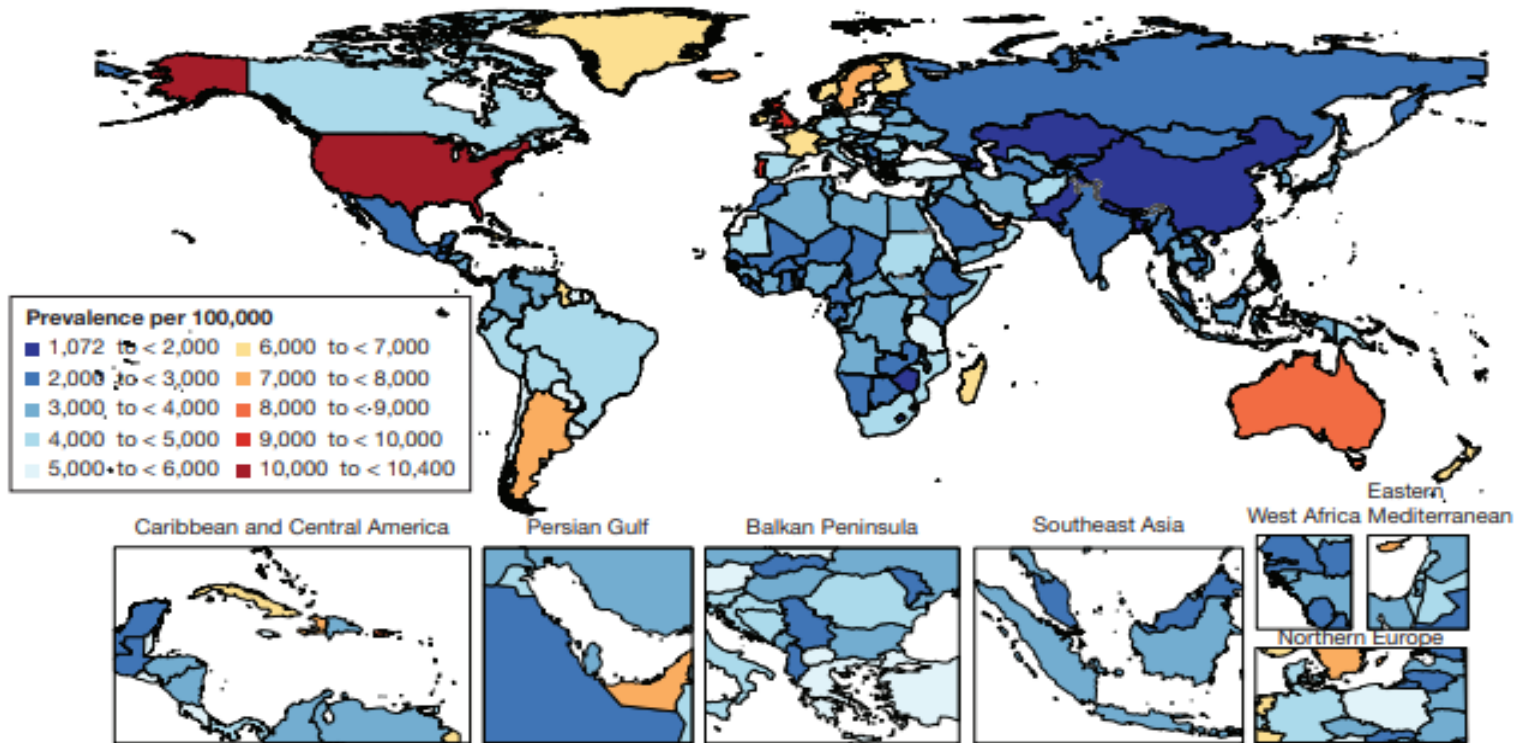 Prevalence per 100,000
1,072 to < 2,000
6,000 to < 7,000
2,000 to < 3,000
7,000 to < 8,000
3,000 to < 4,000
8,000 to < 9,000
4,000 to < 5,000
9,000 to < 10,000
5,000 to < 6,000
10,000 to < 10,400
Caribbean and Central America
Persian Gulf
Balkan Peninsula
Southeast Asia
West Africa
Eastern
Mediterranean
Northern Europe